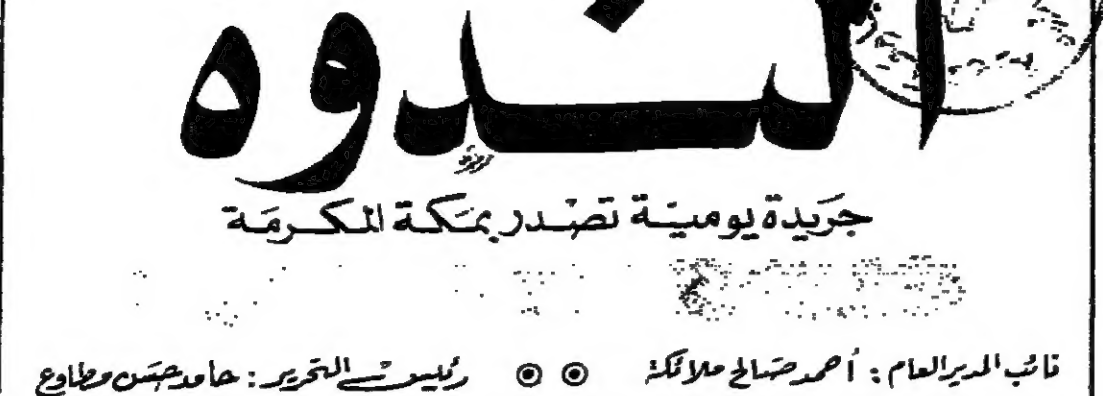 الندوه
جريدة يومية تصدر بمكة المكرمة
نائب المدير العام : أحمد صالح ملائكة ◉ ◉ رئيس التحرير : حامد حسن مطاوع